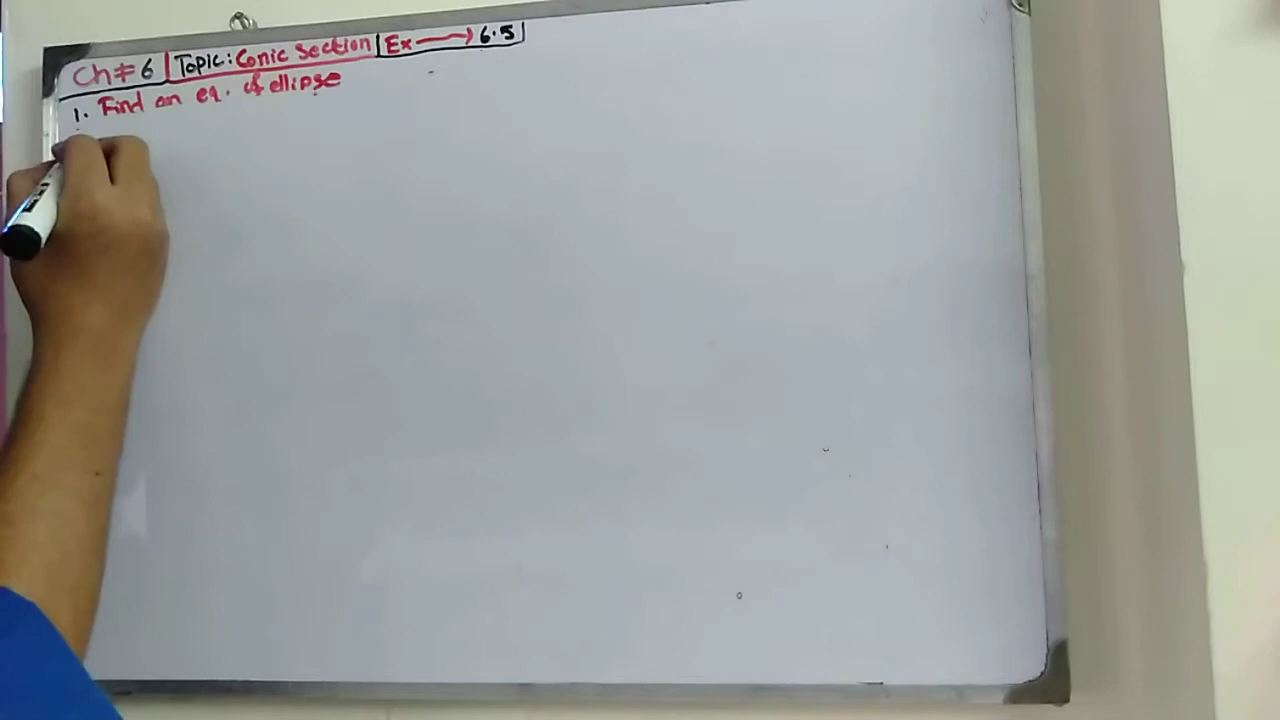 Ch# 6 | Topic: Conic Section | Ex → 6.5
1. Find an eq. of ellipse